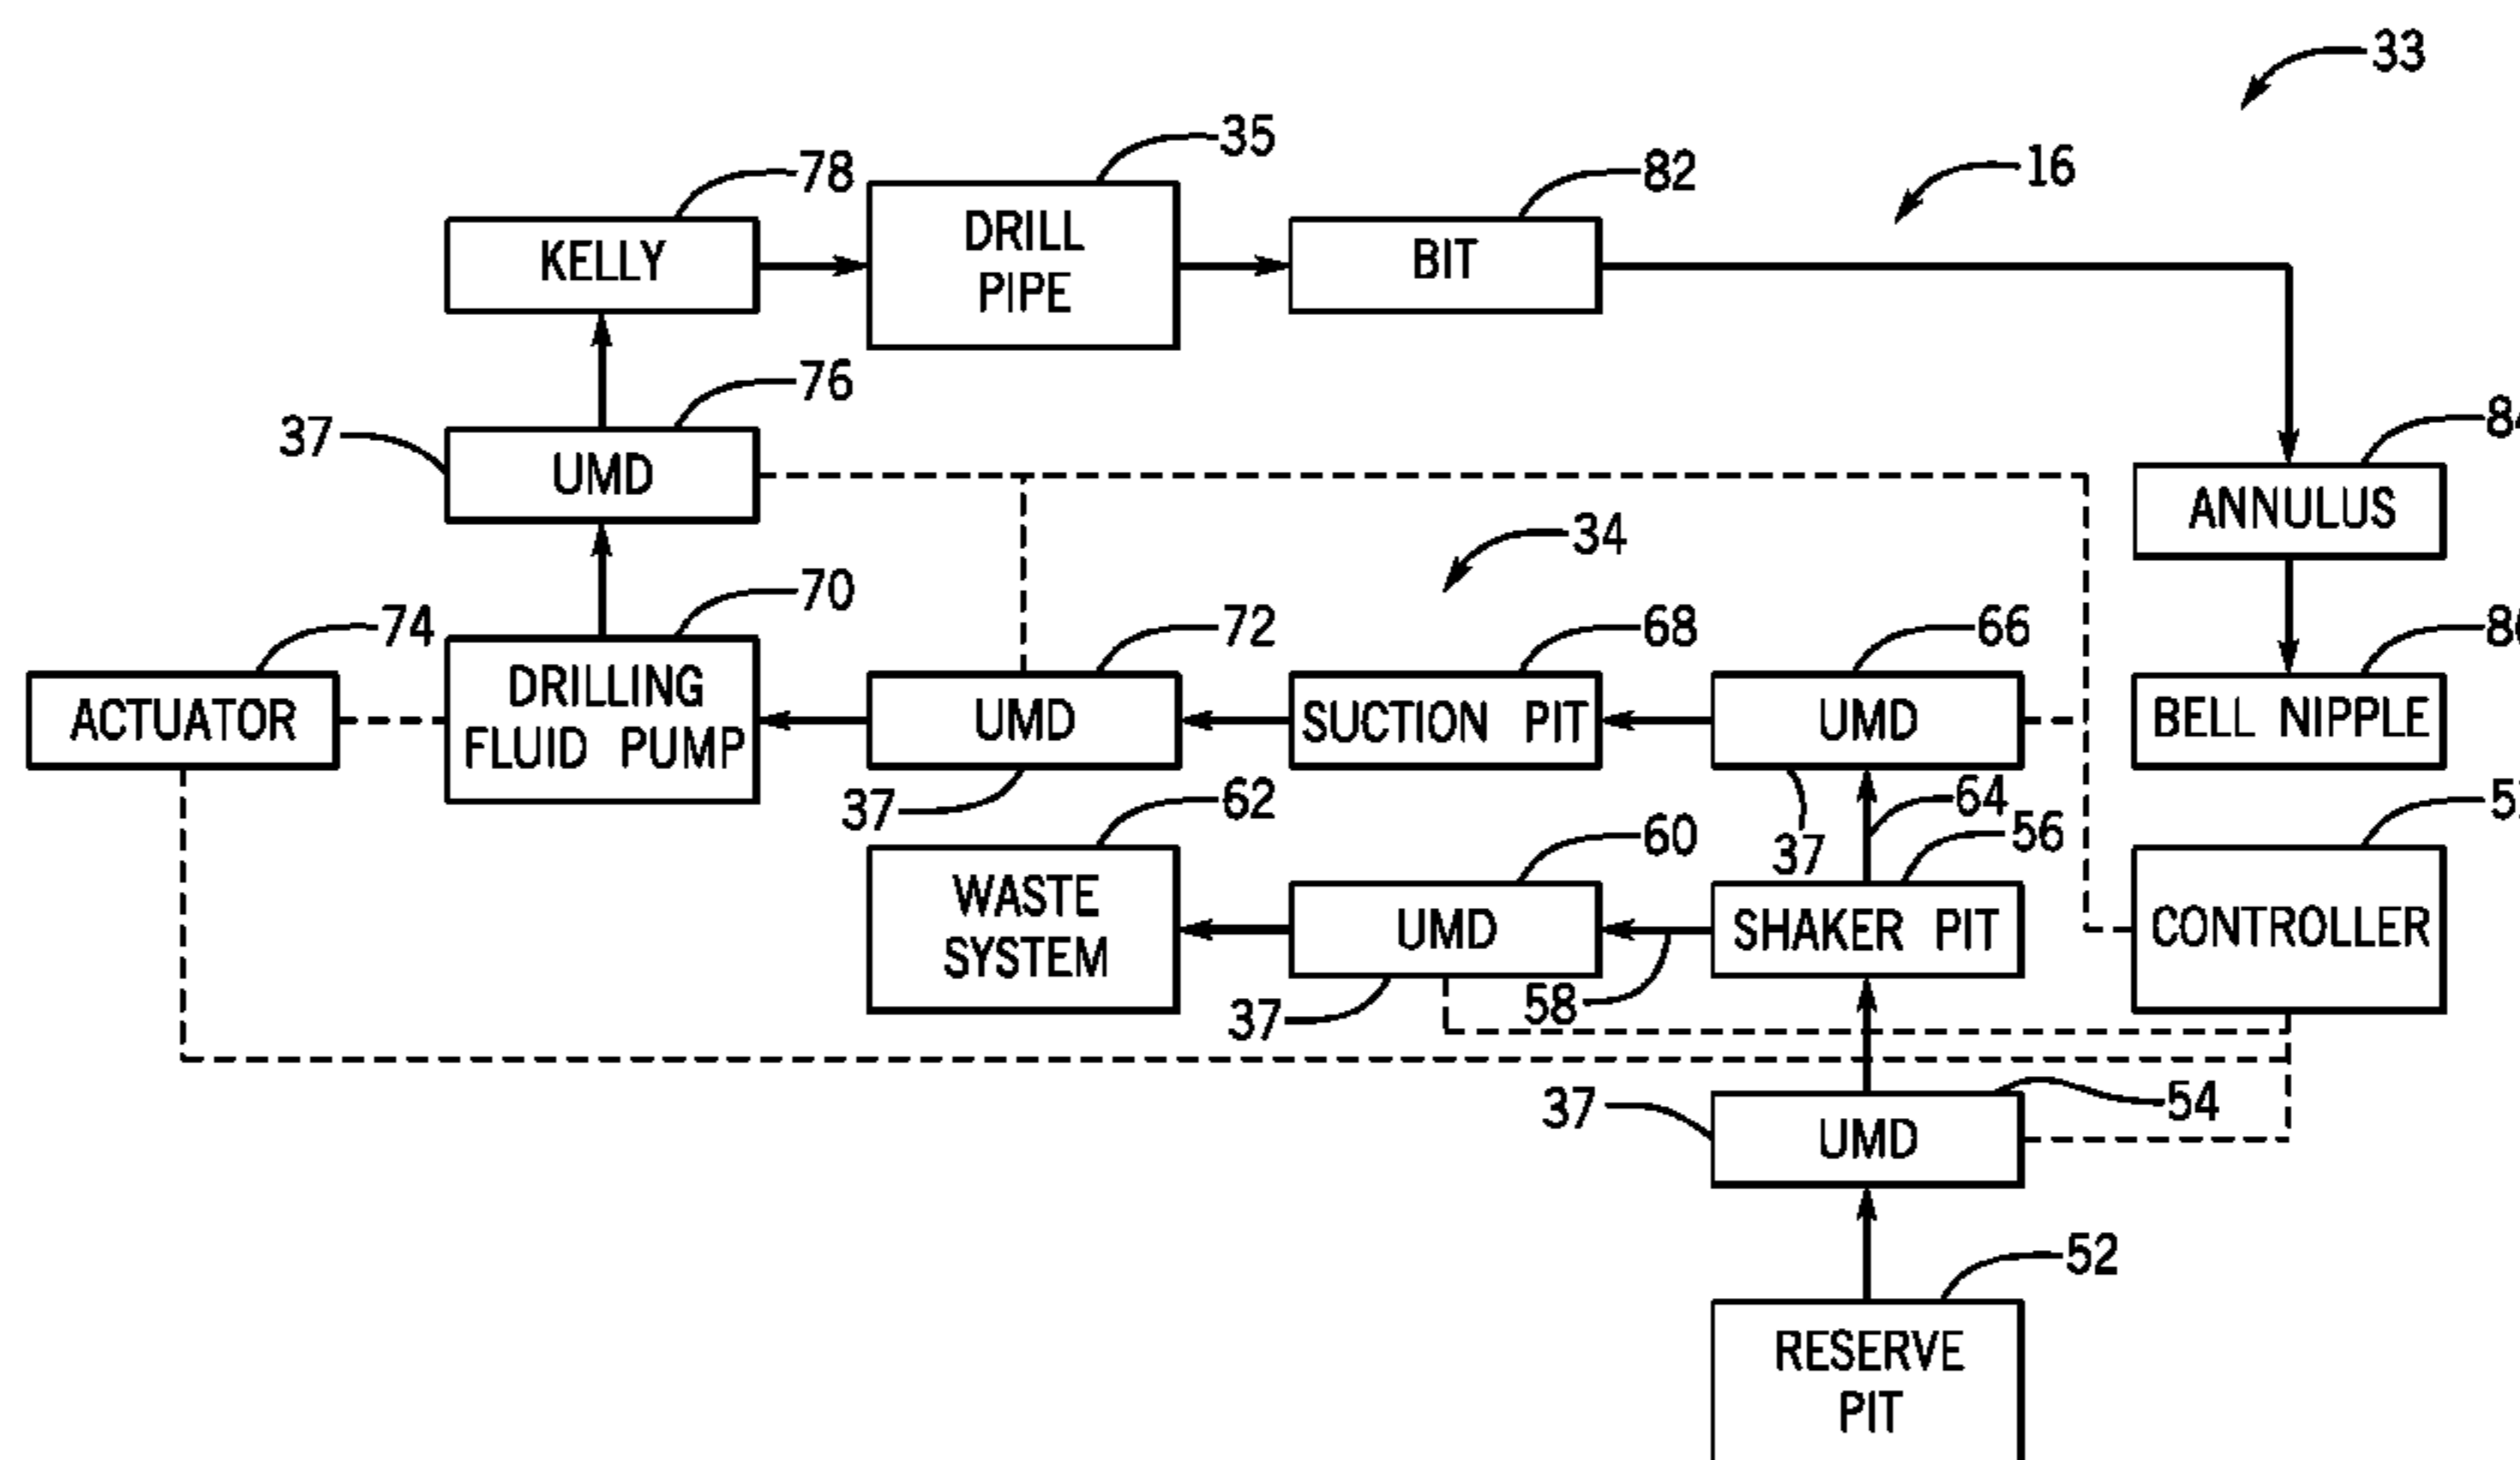 33
35
16
78
82
KELLY
DRILL
PIPE
BIT
76
37
UMD
34
ANNULUS
70
74
72
68
66
DRILLING
FLUID PUMP
ACTUATOR
UMD
SUCTION PIT
UMD
BELL NIPPLE
62
64
37
60
37
56
WASTE
SYSTEM
UMD
SHAKER PIT
CONTROLLER
37
58
37
54
UMD
52
RESERVE
PIT